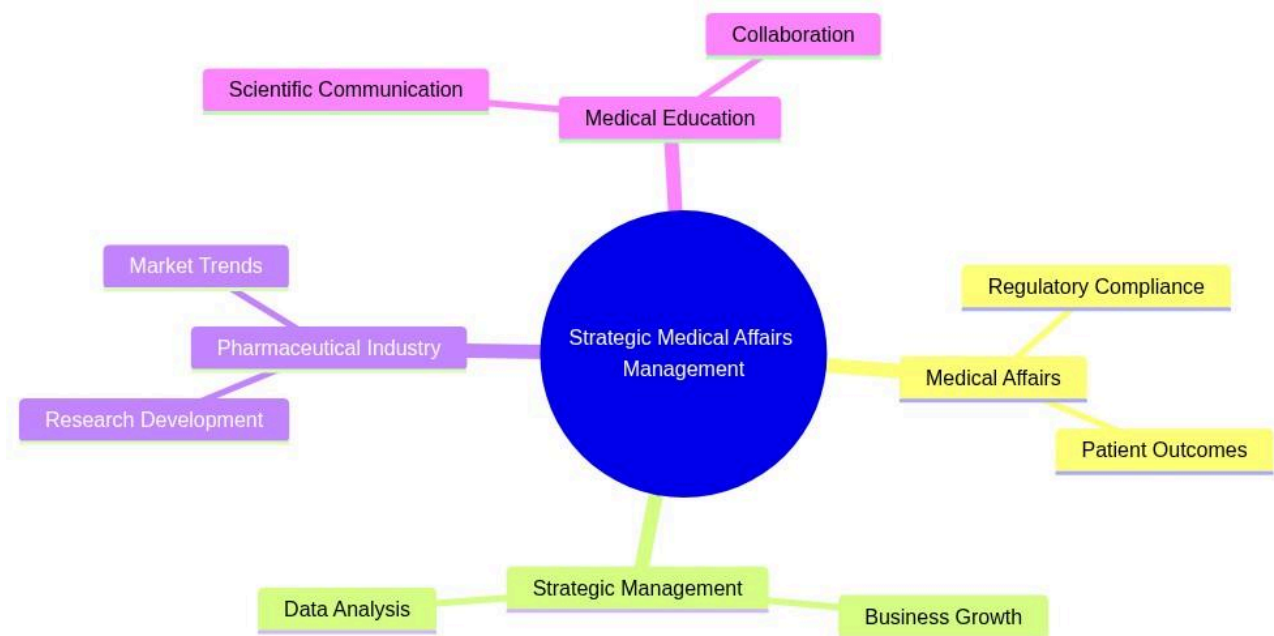 Collaboration
Scientific Communication
Medical Education
Market Trends
Pharmaceutical Industry
Research Development
Strategic Medical Affairs
Management
Regulatory Compliance
Medical Affairs
Patient Outcomes
Strategic Management
Data Analysis
Business Growth